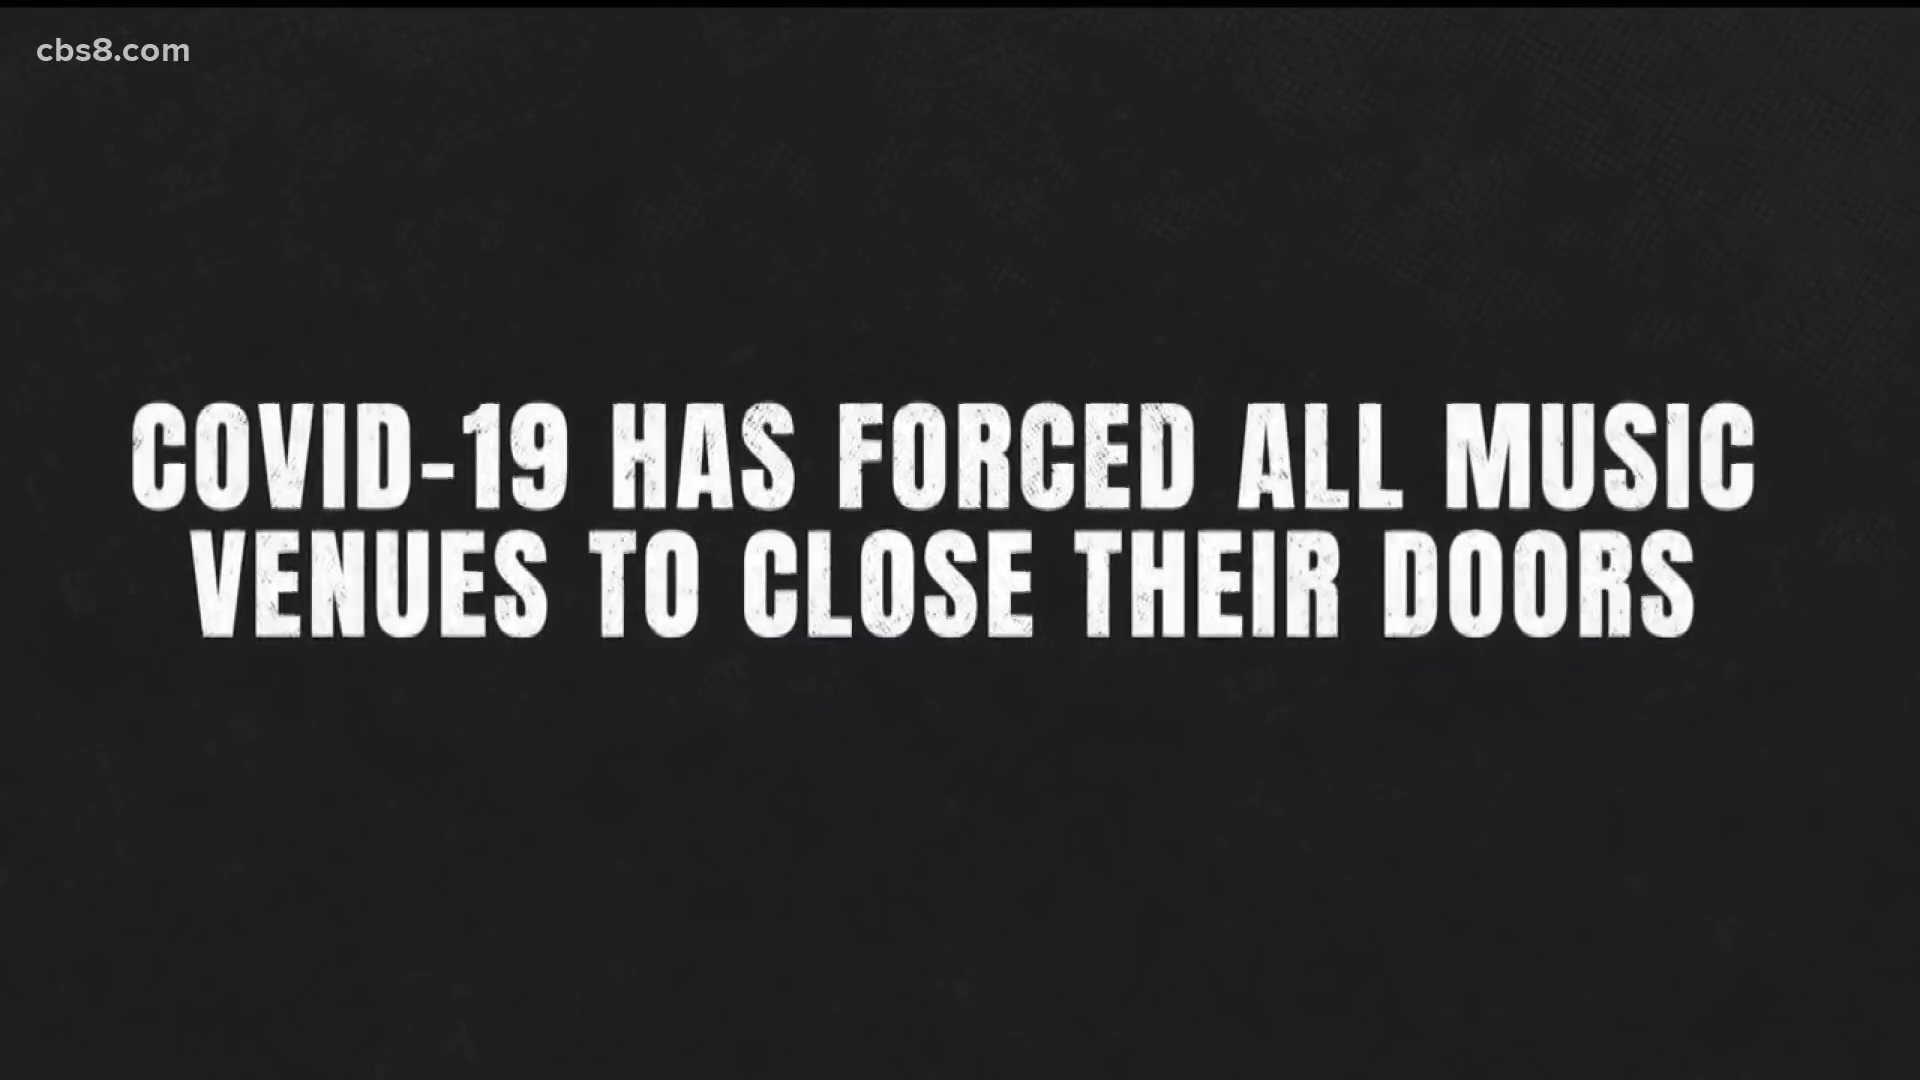 cbs8.com
COVID-19 HAS FORCED ALL MUSIC
VENUES TO CLOSE THEIR DOORS